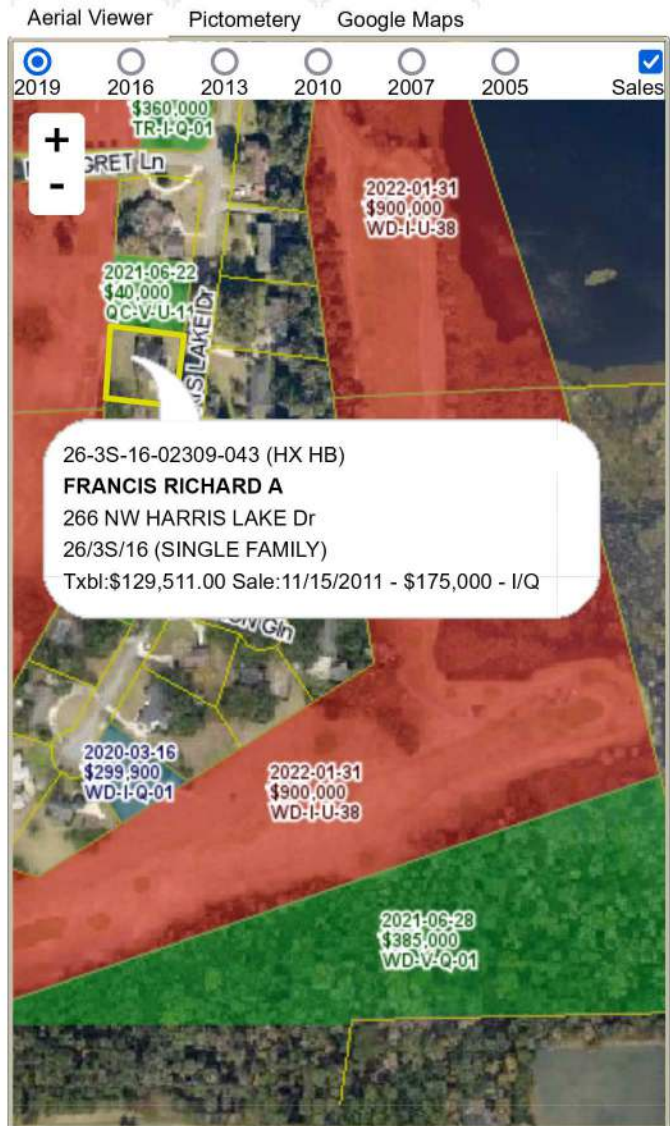 Aerial Viewer Pictometery Google Maps
2019 2016 2013 2010 2007 2005 Sales
$360,000
TR-I-Q-01
+
-
GRET Ln
2022-01-31
$900,000
WD-I-U-38
2021-06-22
$40,000
QC-V-U-11
LAKE Dr
26-3S-16-02309-043 (HX HB)
FRANCIS RICHARD A
266 NW HARRIS LAKE Dr
26/3S/16 (SINGLE FAMILY)
Txbl:$129,511.00 Sale:11/15/2011 - $175,000 - I/Q
Gln
2020-03-16
$299,900
WD-I-Q-01
2022-01-31
$900,000
WD-I-U-38
2021-06-28
$385,000
WD-V-Q-01